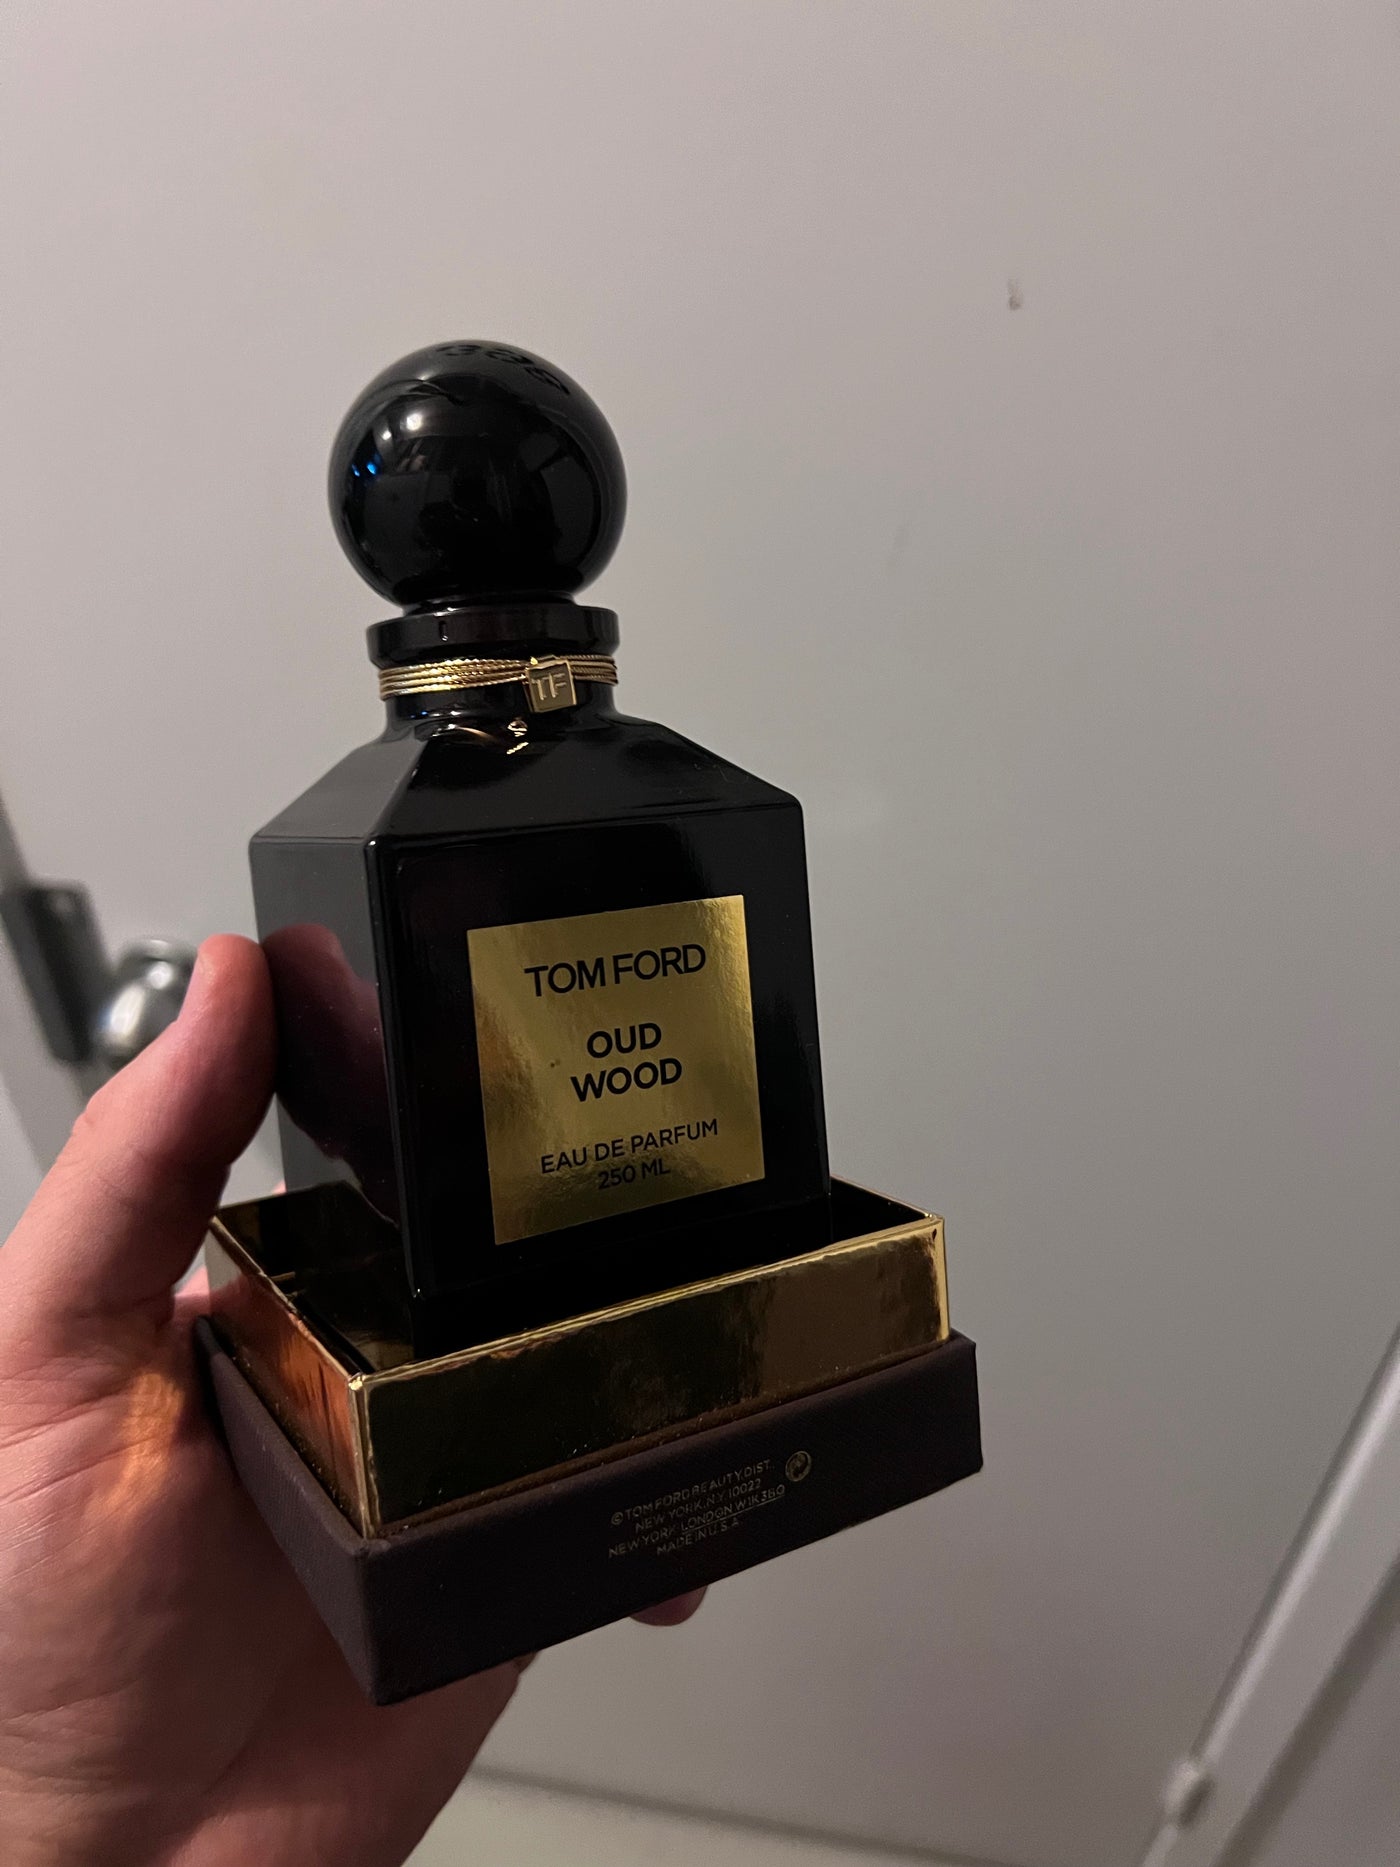 TF
TOM FORD
OUD
WOOD
EAU DE PARFUM
250 ML
©TOM FORD BEAUTY, DIST.
NEW YORK, N.Y. 10022
NEW YORK LONDON W1K 3BQ
MADE IN U.S.A.